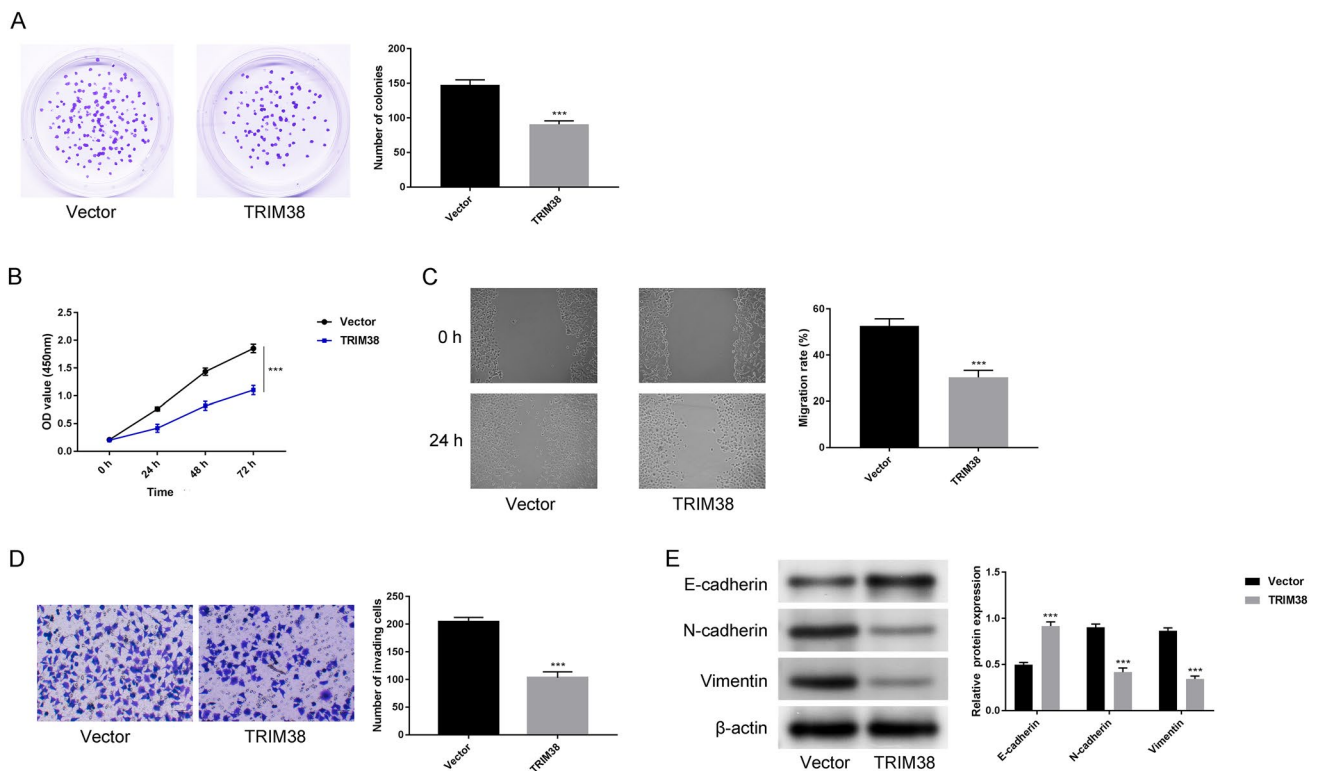 A
Vector
TRIM38
Number of colonies
200
150
100
50
0
***
Vector
TRIM38
B
OD value (450nm)
2.5
2.0
1.5
1.0
0.5
0.0
0 h
24 h
48 h
72 h
Time
Vector
TRIM38
***
C
0 h
24 h
Vector
TRIM38
Migration rate (%)
60
40
20
0
***
Vector
TRIM38
D
Vector
TRIM38
Number of invading cells
250
200
150
100
50
0
***
Vector
TRIM38
E
E-cadherin
N-cadherin
Vimentin
β-actin
Vector
TRIM38
Relative protein expression
1.5
1.0
0.5
0.0
***
***
***
E-cadherin
N-cadherin
Vimentin
Vector
TRIM38